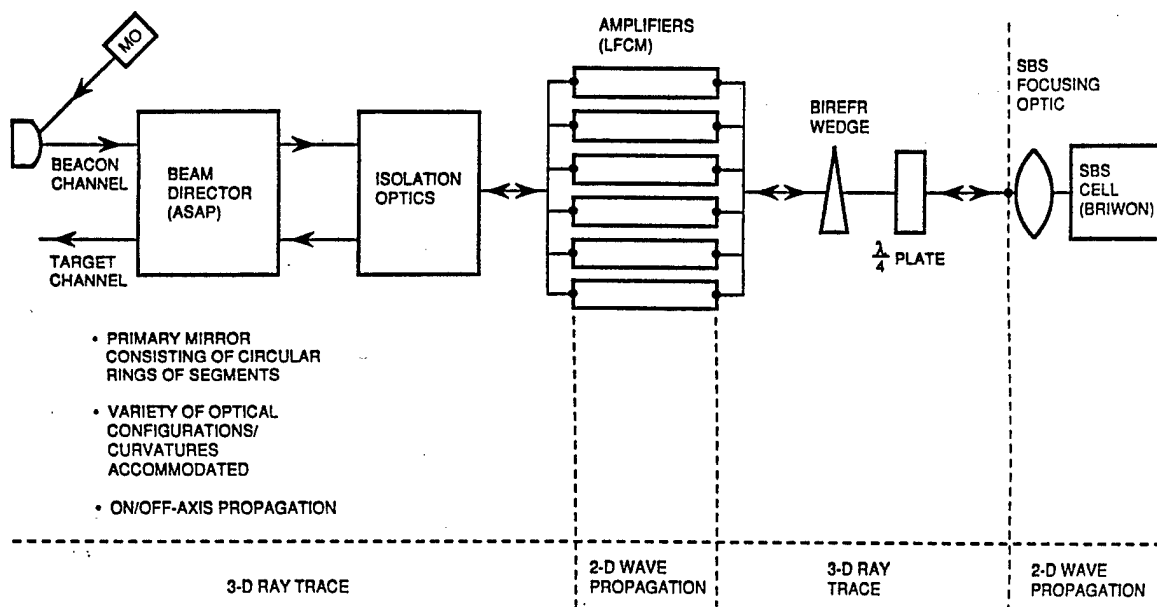 MO
BEACON
CHANNEL
TARGET
CHANNEL
BEAM
DIRECTOR
(ASAP)
ISOLATION
OPTICS
AMPLIFIERS
(LFCM)
BIREFR
WEDGE
λ/4 PLATE
SBS
FOCUSING
OPTIC
SBS
CELL
(BRIWON)
• PRIMARY MIRROR
CONSISTING OF CIRCULAR
RINGS OF SEGMENTS
• VARIETY OF OPTICAL
CONFIGURATIONS/
CURVATURES
ACCOMMODATED
• ON/OFF-AXIS PROPAGATION
3-D RAY TRACE
2-D WAVE
PROPAGATION
3-D RAY
TRACE
2-D WAVE
PROPAGATION